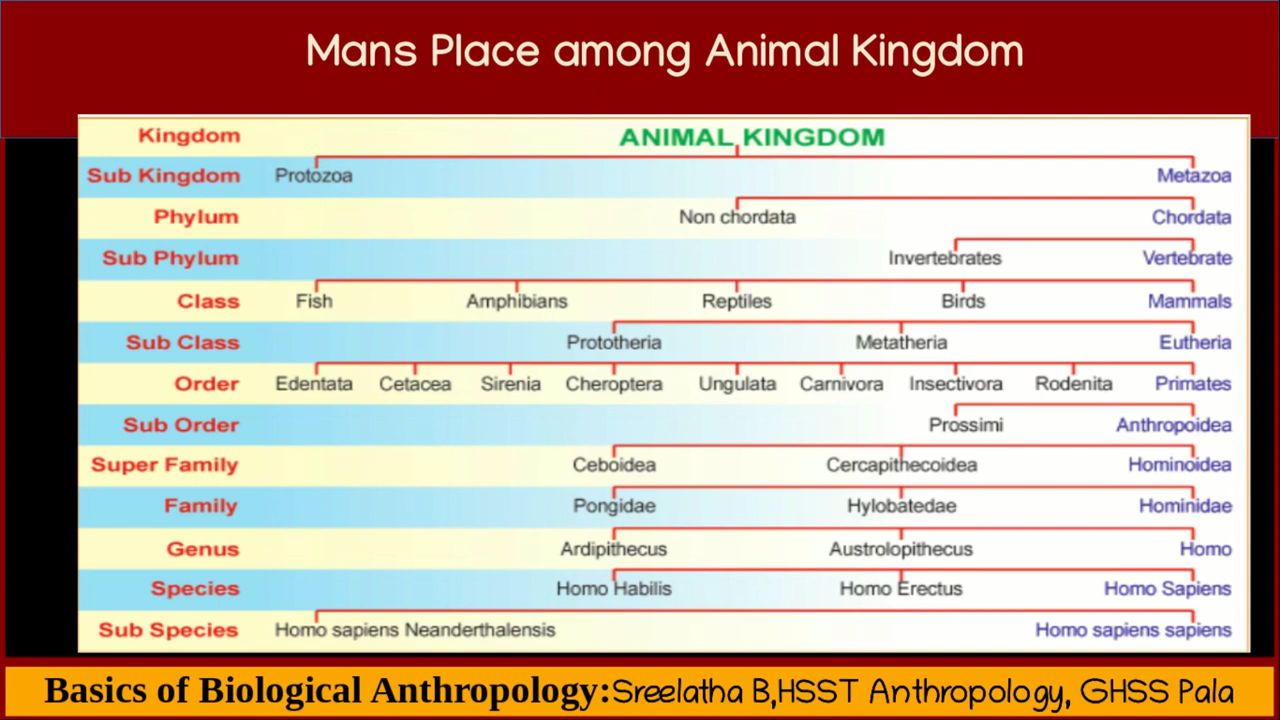 Mans Place among Animal Kingdom
Kingdom ANIMAL KINGDOM
Sub Kingdom Protozoa Metazoa
Phylum Non chordata Chordata
Sub Phylum Invertebrates Vertebrate
Class Fish Amphibians Reptiles Birds Mammals
Sub Class Prototheria Metatheria Eutheria
Order Edentata Cetacea Sirenia Cheroptera Ungulata Carnivora Insectivora Rodenita Primates
Sub Order Prossimi Anthropoidea
Super Family Ceboidea Cercapithecoidea Hominoidea
Family Pongidae Hylobatedae Hominidae
Genus Ardipithecus Austrolopithecus Homo
Species Homo Habilis Homo Erectus Homo Sapiens
Sub Species Homo sapiens Neanderthalensis Homo sapiens sapiens
Basics of Biological Anthropology:Sreelatha B,HSST Anthropology, GHSS Pala